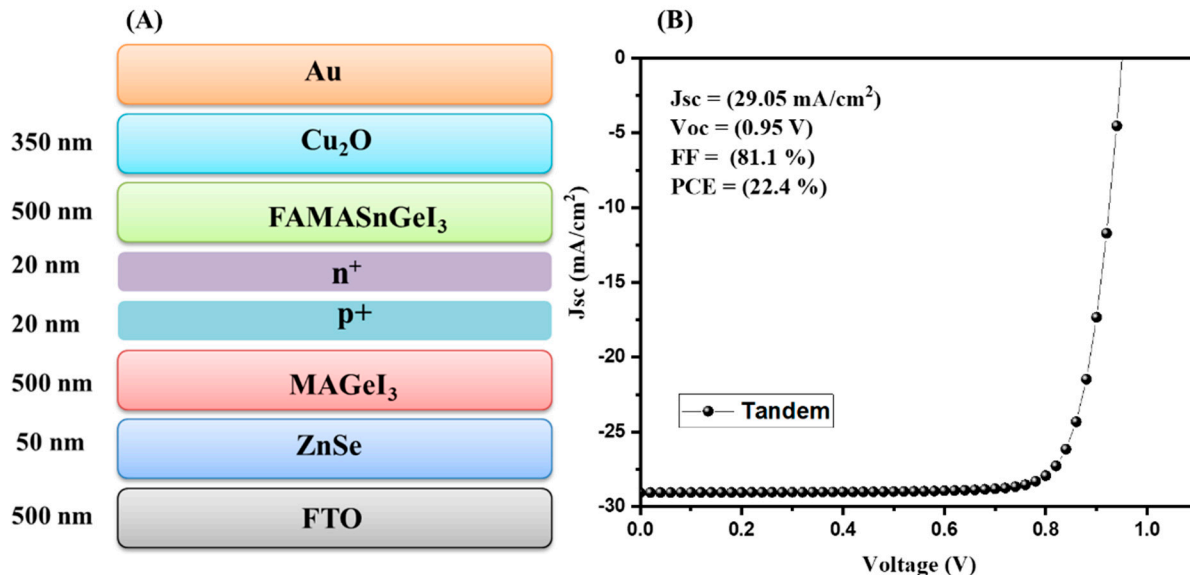 (A)
Au
350 nm
Cu₂O
500 nm
FAMASnGeI₃
20 nm
n⁺
20 nm
p+
500 nm
MAGeI₃
50 nm
ZnSe
500 nm
FTO
(B)
Jsc = (29.05 mA/cm²)
Voc = (0.95 V)
FF = (81.1 %)
PCE = (22.4 %)
Tandem
Jsc (mA/cm²)
0
-5
-10
-15
-20
-25
-30
0.0 0.2 0.4 0.6 0.8 1.0
Voltage (V)